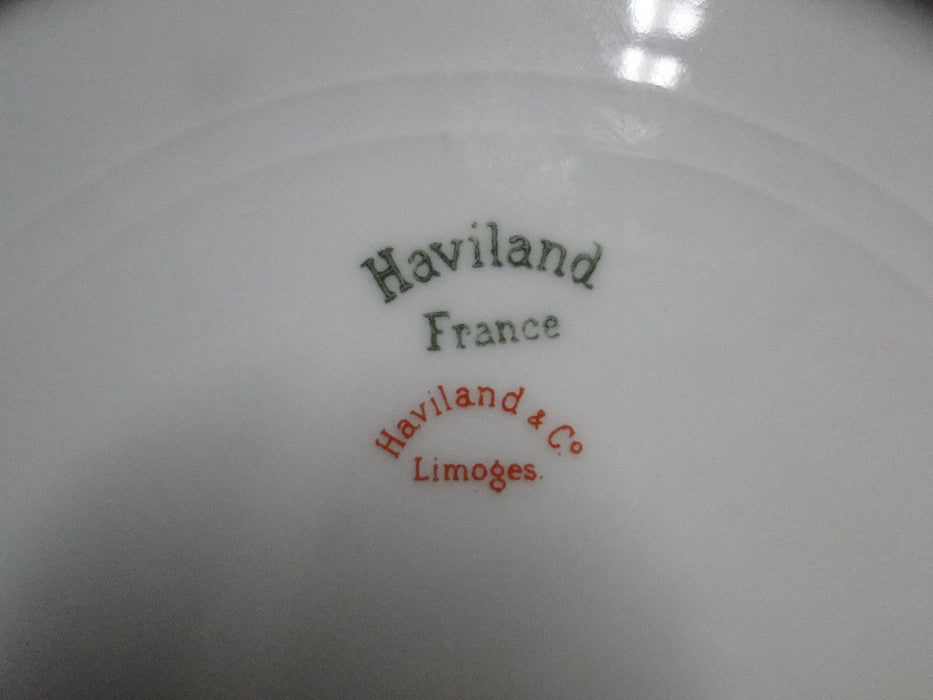 Haviland
France
Haviland & Co
Limoges.